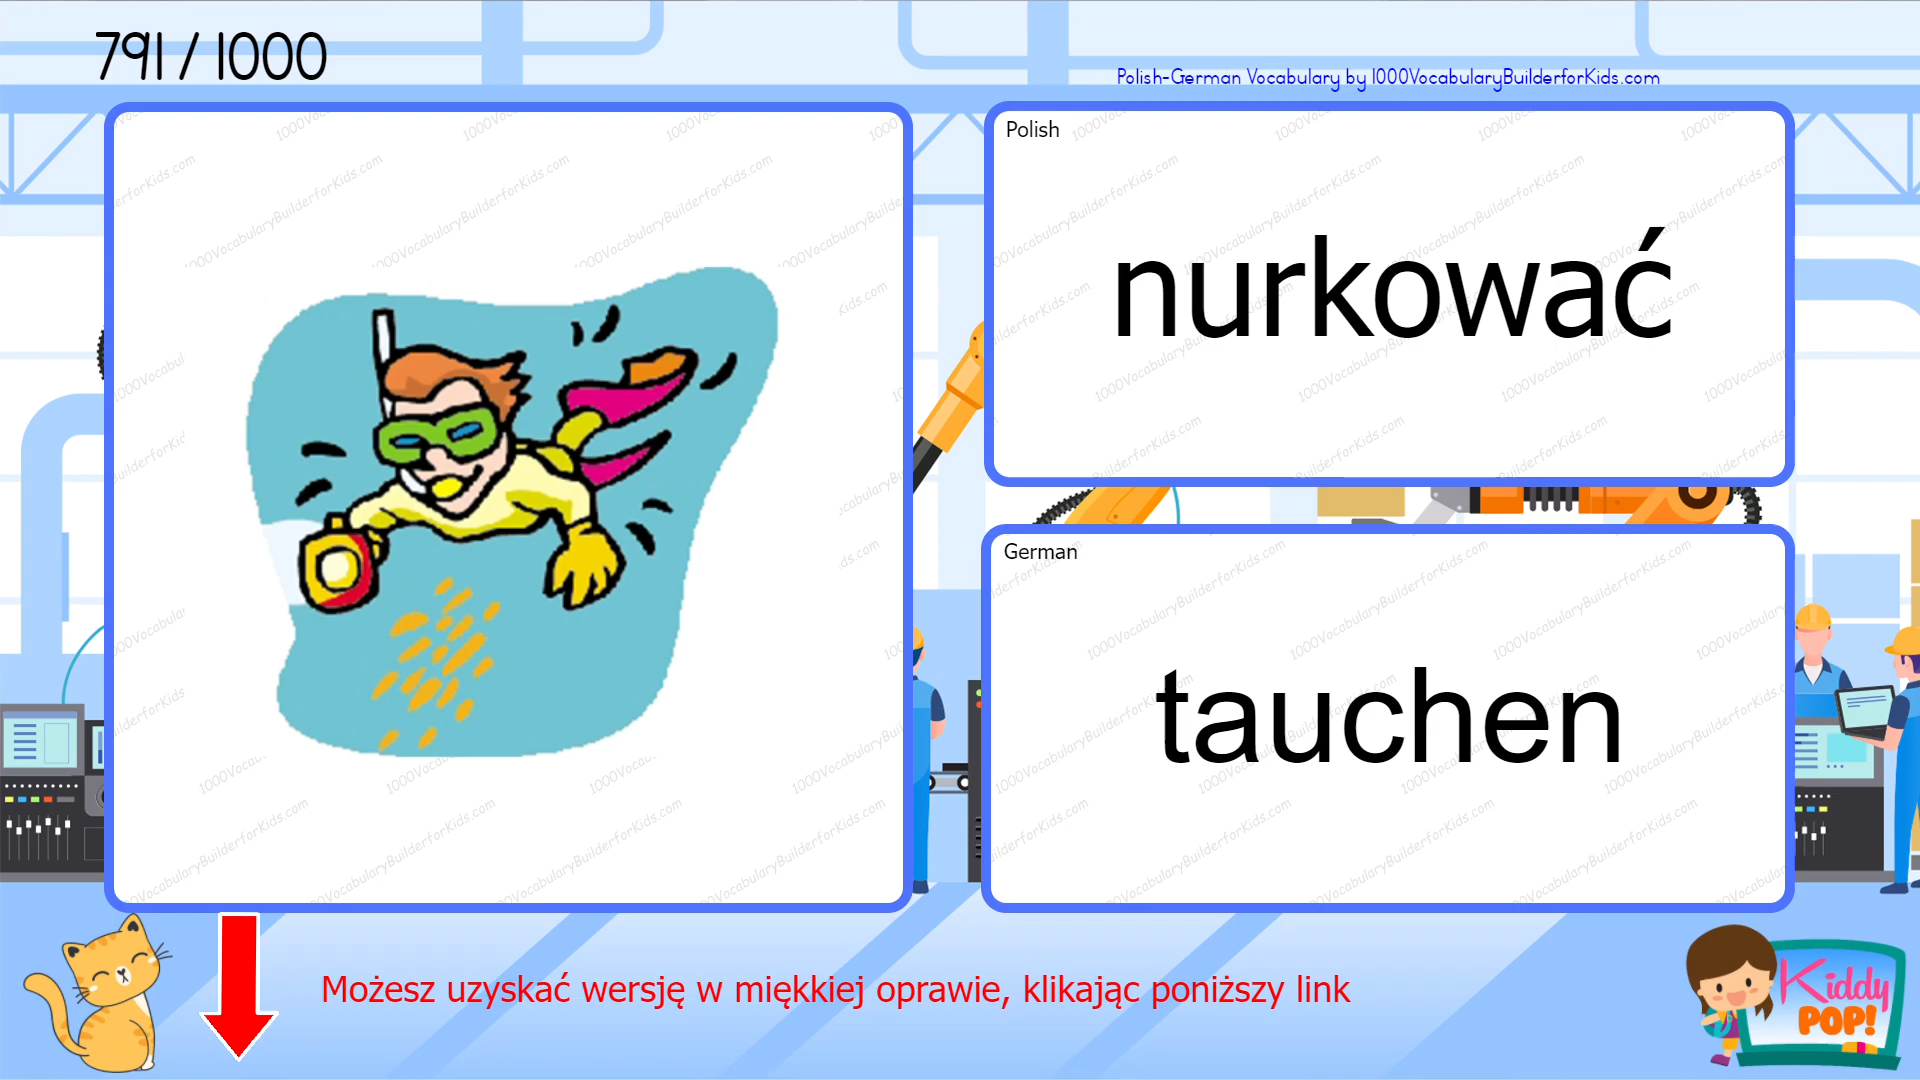 791 / 1000
Polish-German Vocabulary by 1000VocabularyBuilderforKids.com
Polish
nurkować
German
tauchen
Możesz uzyskać wersję w miękkiej oprawie, klikając poniższy link
Kiddy
POP!